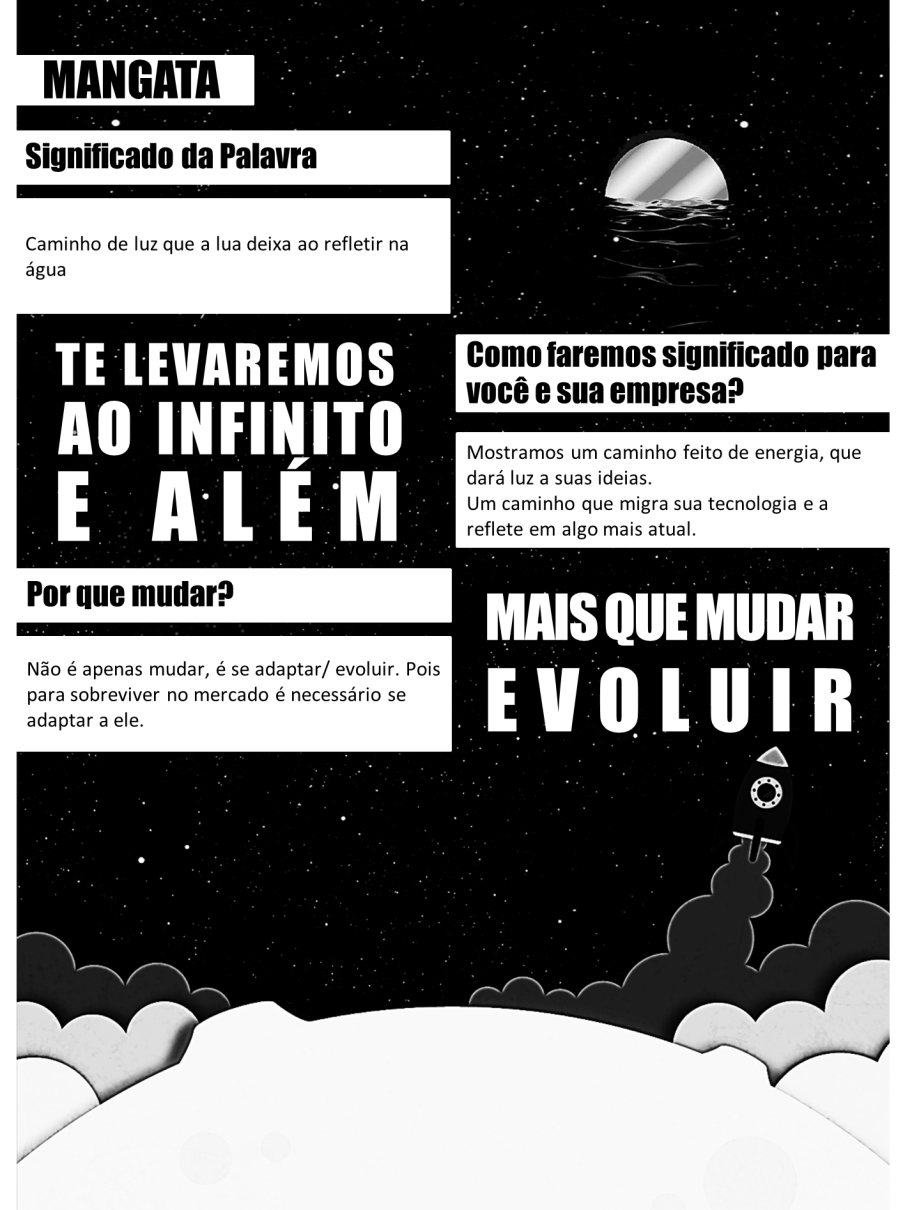 MANGATA
Significado da Palavra
Caminho de luz que a lua deixa ao refletir na
água
TE LEVAREMOS
AO INFINITO
E ALÉM
Como faremos significado para
você e sua empresa?
Mostramos um caminho feito de energia, que
dará luz a suas ideias.
Um caminho que migra sua tecnologia e a
reflete em algo mais atual.
Por que mudar?
Não é apenas mudar, é se adaptar/ evoluir. Pois
para sobreviver no mercado é necessário se
adaptar a ele.
MAIS QUE MUDAR
EVOLUIR